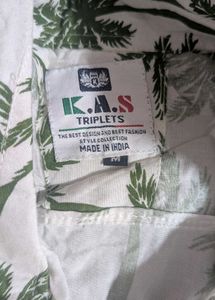 K.A.S
TRIPLETS
THE BEST DESIGN AND BEST FASHION
STYLE COLLECTION
MADE IN INDIA
M